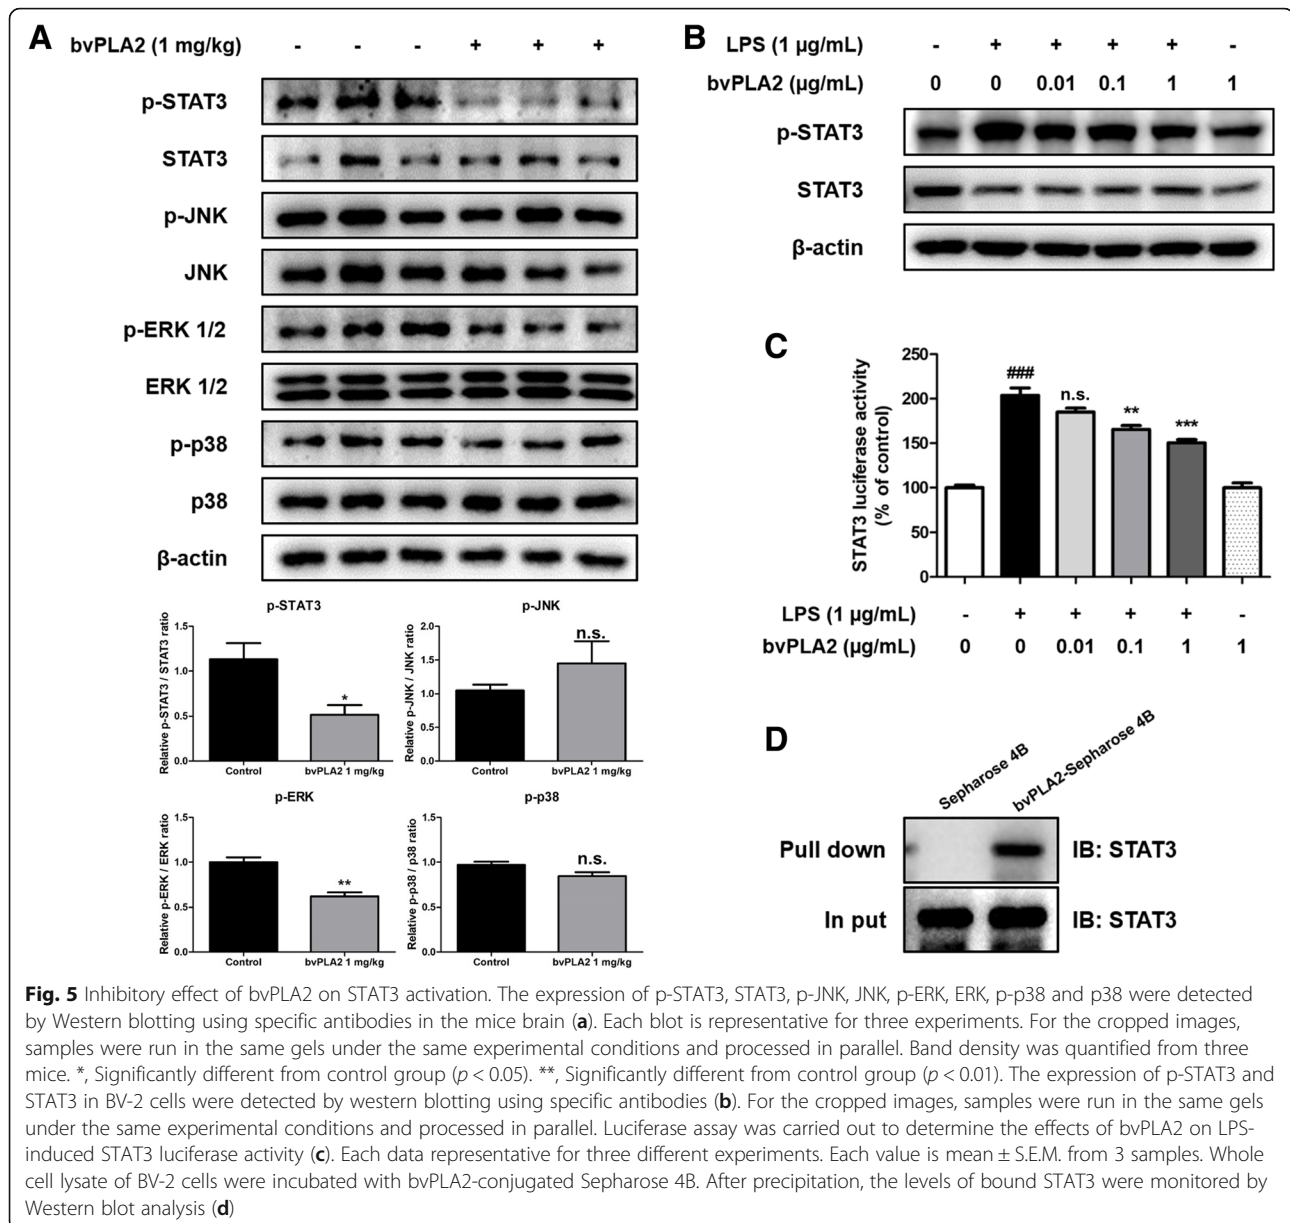 A
bvPLA2 (1 mg/kg) - - - + + +
p-STAT3
STAT3
p-JNK
JNK
p-ERK 1/2
ERK 1/2
p-p38
p38
β-actin
p-STAT3
Relative p-STAT3 / STAT3 ratio
1.5
1.0
0.5
0.0
*
Control bvPLA2 1 mg/kg
p-JNK
Relative p-JNK / JNK ratio
2.0
1.5
1.0
0.5
0.0
n.s.
Control bvPLA2 1 mg/kg
p-ERK
Relative p-ERK / ERK ratio
1.5
1.0
0.5
0.0
**
Control bvPLA2 1 mg/kg
p-p38
Relative p-p38 / p38 ratio
1.5
1.0
0.5
0.0
n.s.
Control bvPLA2 1 mg/kg
B
LPS (1 µg/mL) - + + + + -
bvPLA2 (µg/mL) 0 0 0.01 0.1 1 1
p-STAT3
STAT3
β-actin
C
STAT3 luciferase activity
(% of control)
250
200
150
100
50
0
### n.s. ** ***
LPS (1 µg/mL) - + + + + -
bvPLA2 (µg/mL) 0 0 0.01 0.1 1 1
D
Sepharose 4B
bvPLA2-Sepharose 4B
Pull down IB: STAT3
In put IB: STAT3
Fig. 5 Inhibitory effect of bvPLA2 on STAT3 activation. The expression of p-STAT3, STAT3, p-JNK, JNK, p-ERK, ERK, p-p38 and p38 were detected
by Western blotting using specific antibodies in the mice brain (a). Each blot is representative for three experiments. For the cropped images,
samples were run in the same gels under the same experimental conditions and processed in parallel. Band density was quantified from three
mice. *, Significantly different from control group (p < 0.05). **, Significantly different from control group (p < 0.01). The expression of p-STAT3 and
STAT3 in BV-2 cells were detected by western blotting using specific antibodies (b). For the cropped images, samples were run in the same gels
under the same experimental conditions and processed in parallel. Luciferase assay was carried out to determine the effects of bvPLA2 on LPS-
induced STAT3 luciferase activity (c). Each data representative for three different experiments. Each value is mean ± S.E.M. from 3 samples. Whole
cell lysate of BV-2 cells were incubated with bvPLA2-conjugated Sepharose 4B. After precipitation, the levels of bound STAT3 were monitored by
Western blot analysis (d)